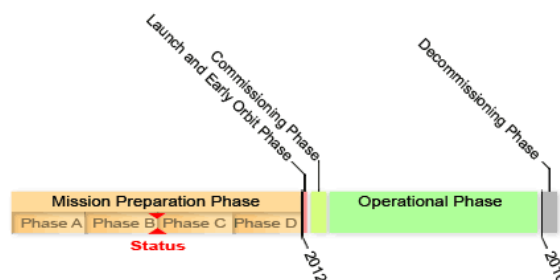 Launch and Early Orbit Phase
Commissioning Phase
Decommissioning Phase
Mission Preparation Phase
Operational Phase
Phase A
Phase B
Phase C
Phase D
Status
2012